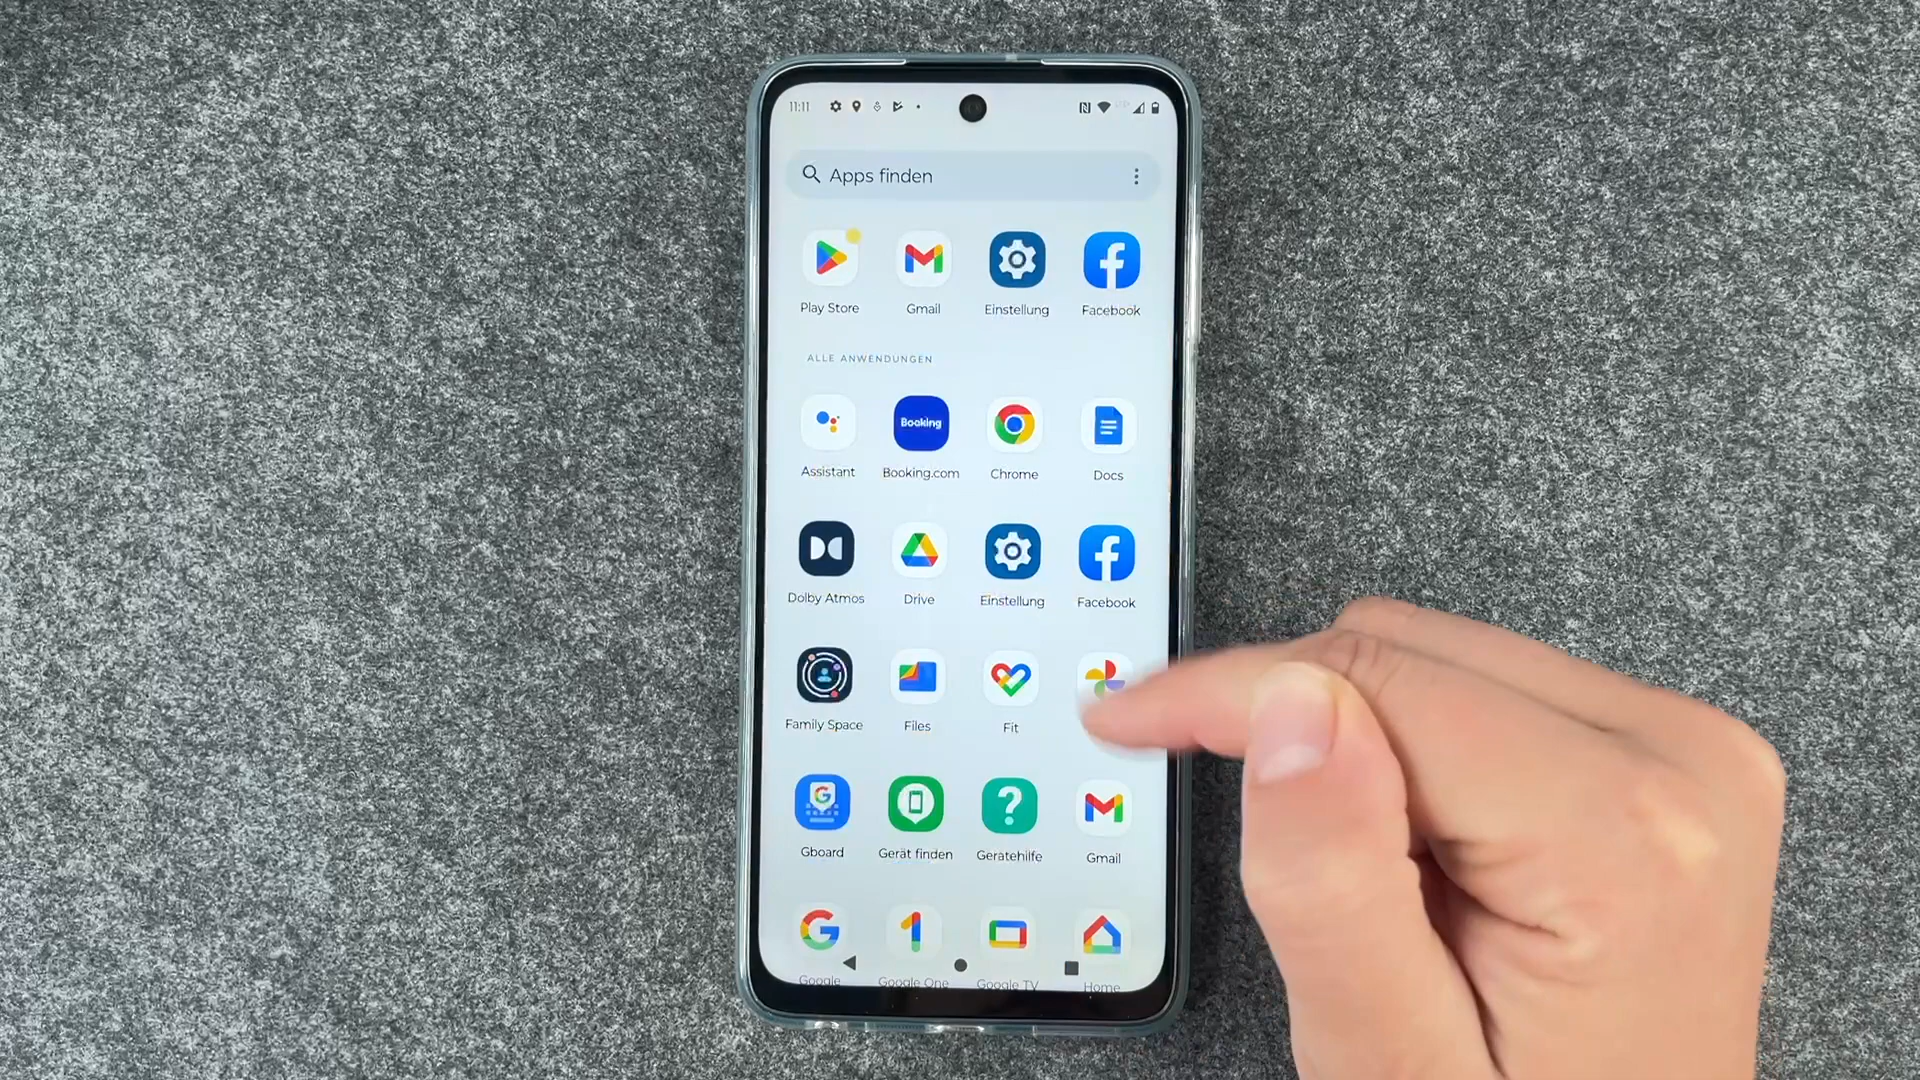 11:11
Apps finden
Play Store Gmail Einstellung Facebook
ALLE ANWENDUNGEN
Booking
Assistant Booking.com Chrome Docs
Dolby Atmos Drive Einstellung Facebook
Family Space Files Fit
Gboard Gerät finden Gerätehilfe Gmail
Google Google One Google TV Home